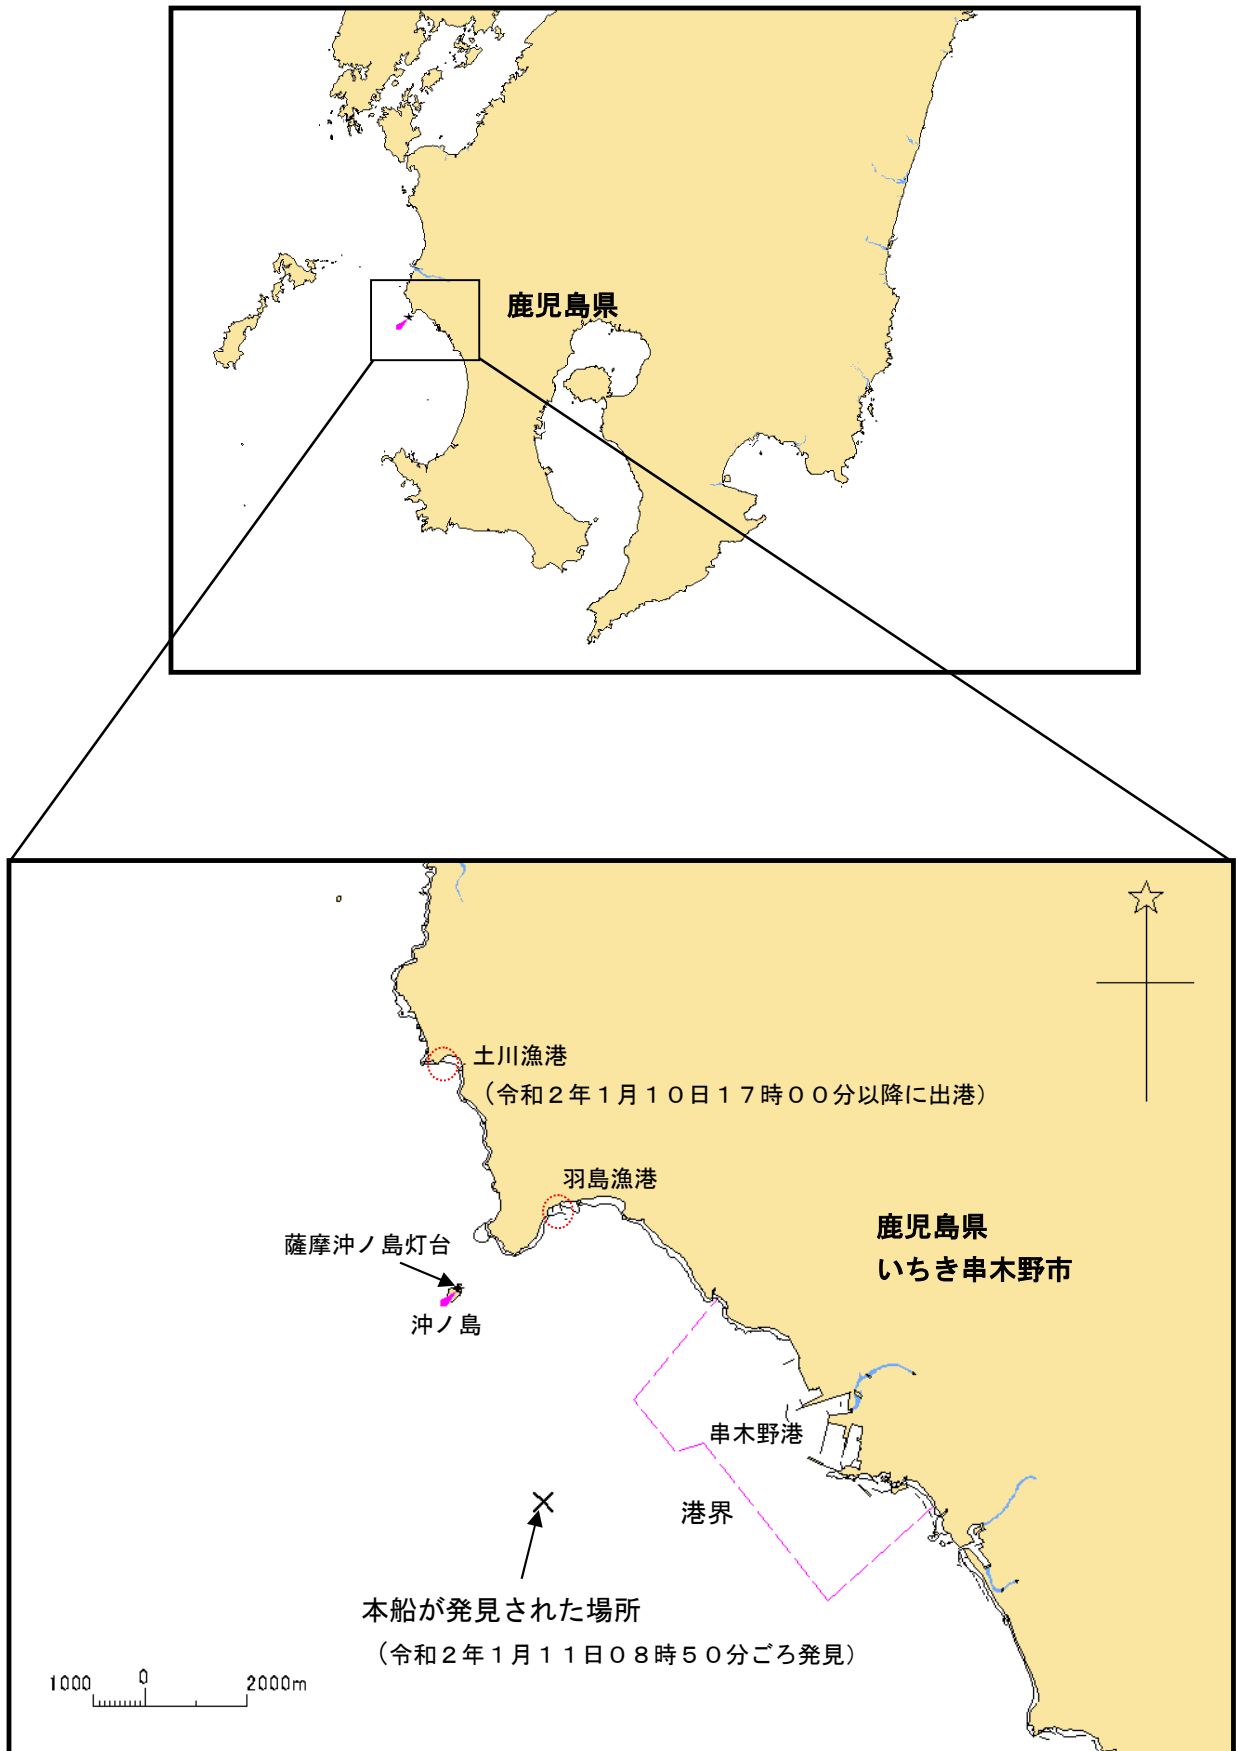 鹿児島県
土川漁港
（令和２年１月１０日１７時００分以降に出港）
羽島漁港
鹿児島県
いちき串木野市
薩摩沖ノ島灯台
沖ノ島
串木野港
港界
本船が発見された場所
（令和２年１月１１日０８時５０分ごろ発見）
1000 0 2000m